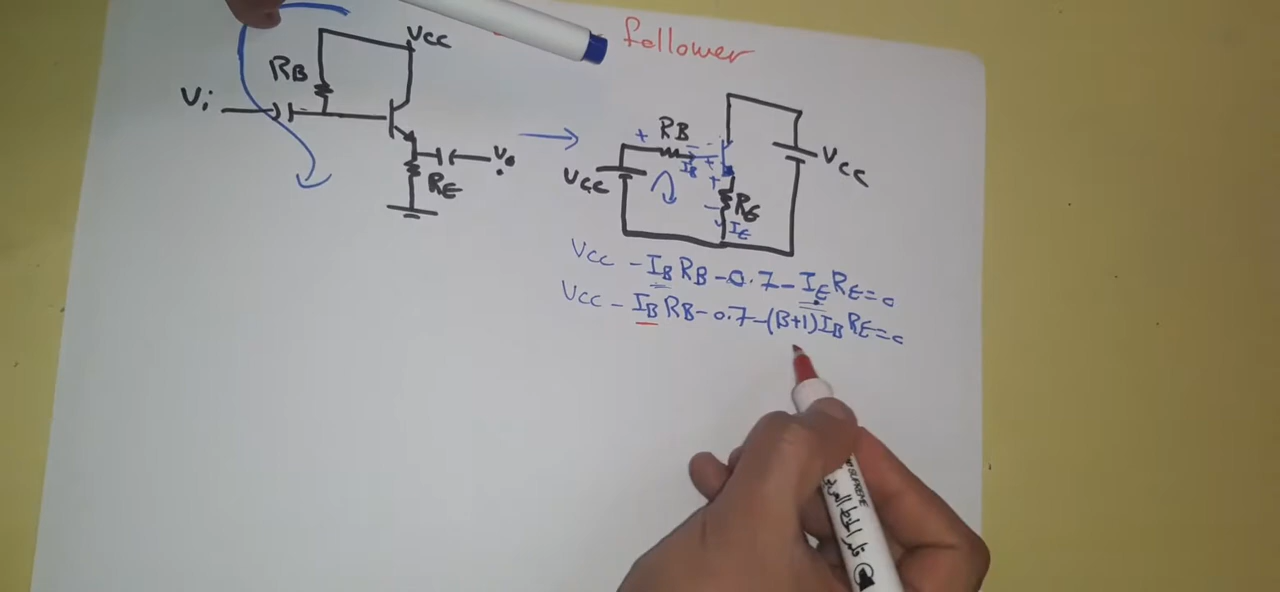 follower
VCC
RB
Vi
Vo
RE
+ RB - -
IB +
VCC
VCC
+
- RE
IE
VCC - IB RB - 0.7 - IE RE = 0
VCC - IB RB - 0.7 - (B+1) IB RE = 0